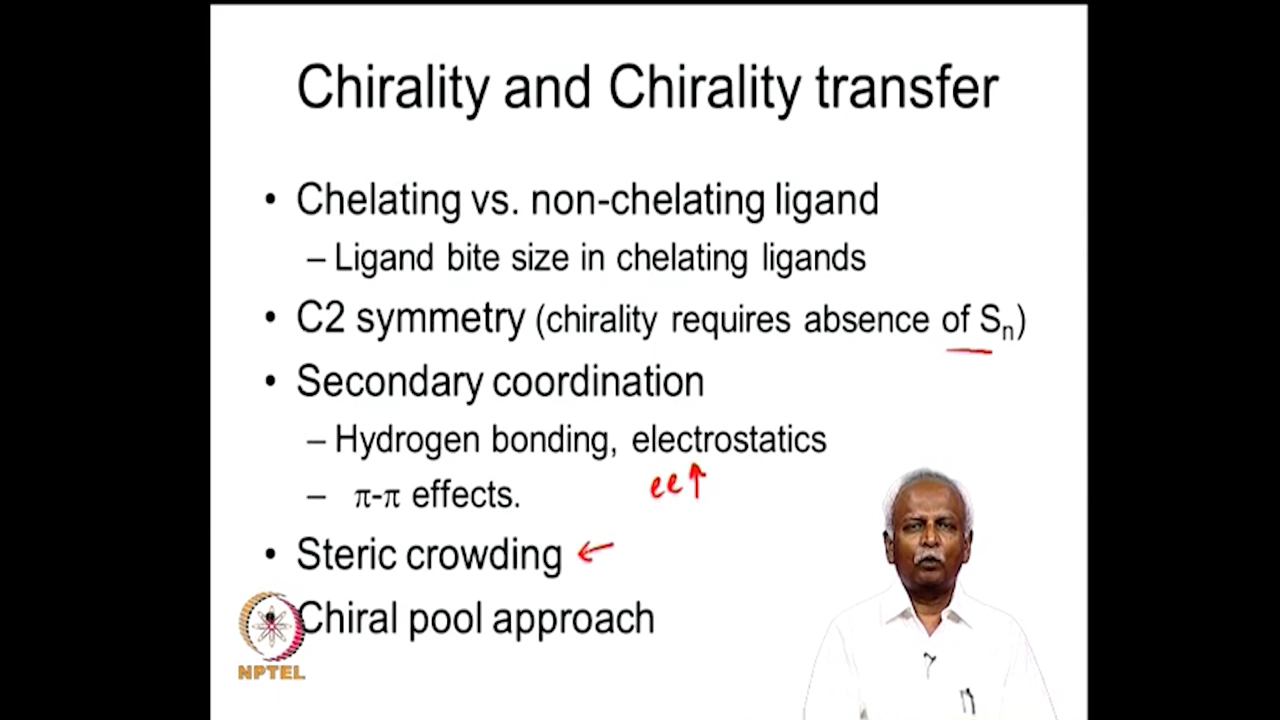 Chirality and Chirality transfer
• Chelating vs. non-chelating ligand
– Ligand bite size in chelating ligands
• C2 symmetry (chirality requires absence of Sn)
• Secondary coordination
– Hydrogen bonding, electrostatics
– π-π effects.
ee↑
• Steric crowding ←
Chiral pool approach
NPTEL